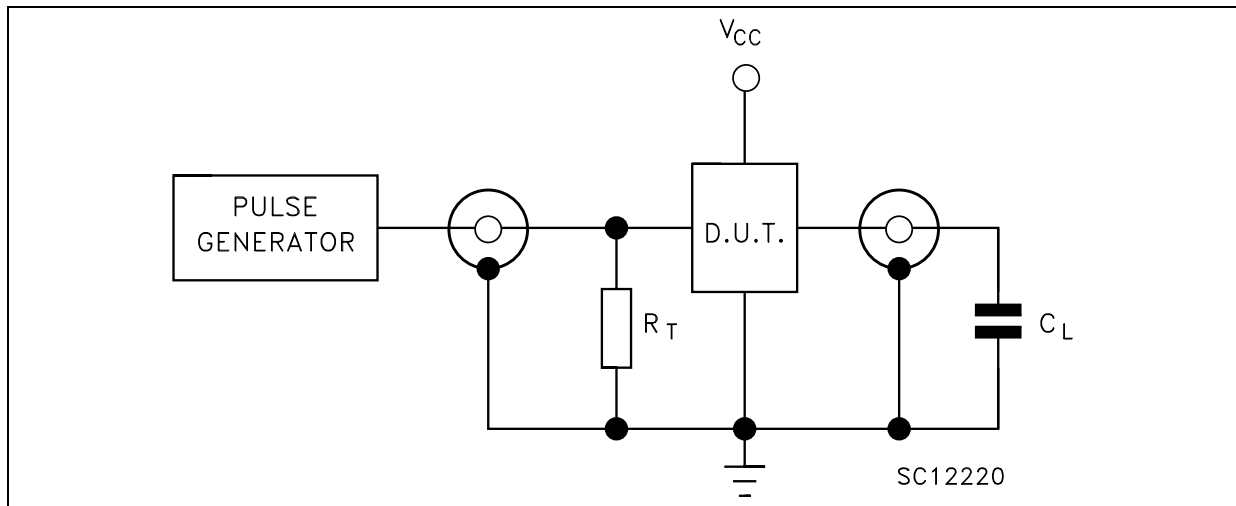 VCC
PULSE
GENERATOR
D.U.T.
RT
CL
SC12220